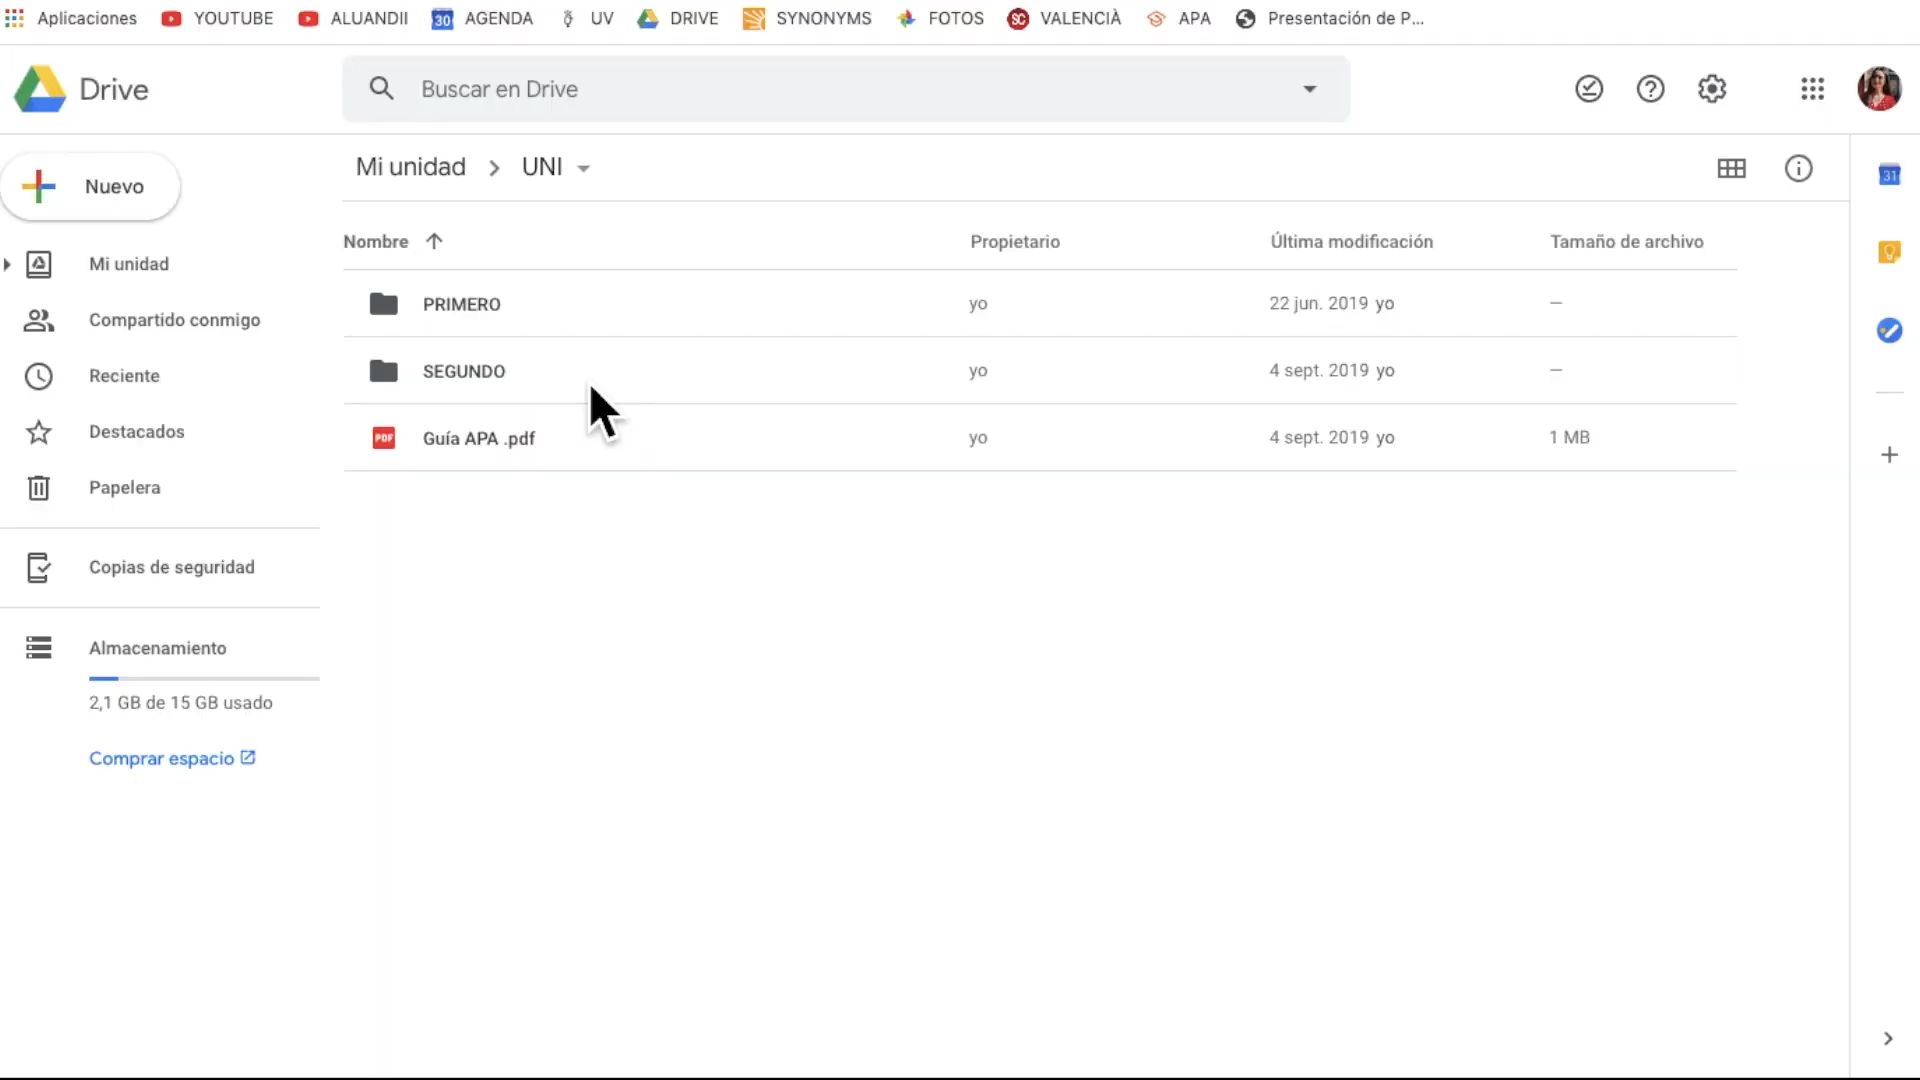 Aplicaciones YOUTUBE ALUANDII 30 AGENDA UV DRIVE SYNONYMS FOTOS SC VALENCIÀ APA Presentación de P...
Drive
Buscar en Drive
Nuevo
Mi unidad
Compartido conmigo
Reciente
Destacados
Papelera
Copias de seguridad
Almacenamiento
2,1 GB de 15 GB usado
Comprar espacio
Mi unidad > UNI
Nombre Propietario Última modificación Tamaño de archivo
PRIMERO yo 22 jun. 2019 yo —
SEGUNDO yo 4 sept. 2019 yo —
PDF Guía APA .pdf yo 4 sept. 2019 yo 1 MB
31